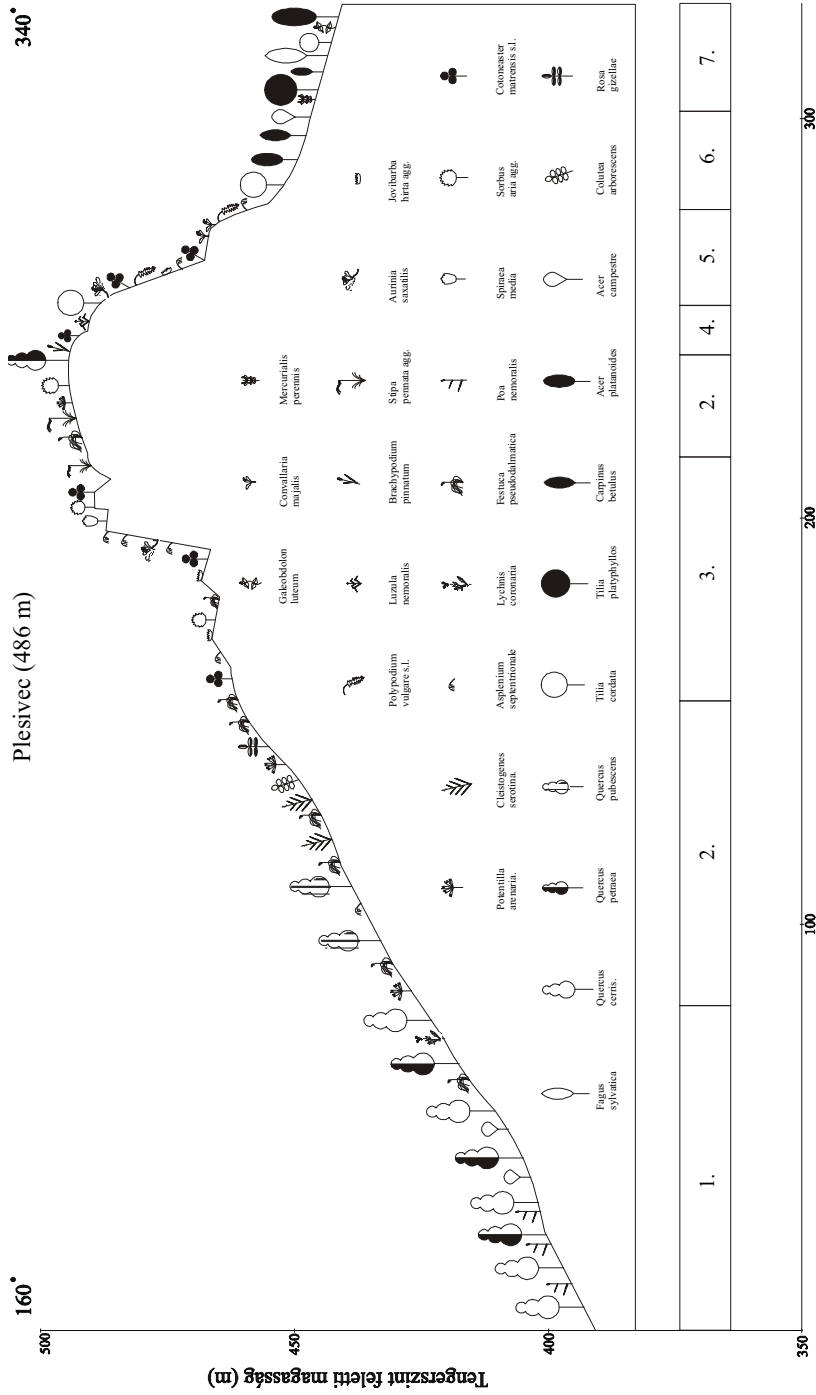 Plesivec (486 m)
160°
340°
500
450
400
350
Tengerszint feletti magasság (m)
Galeobdolon
luteum
Convallaria
majalis
Mercurialis
perennis
Polypodium
vulgare s.l.
Luzula
nemoralis
Brachypodium
pinnatum
Stipa
pennata agg.
Aurinia
saxatilis
Jovibarba
hirta agg.
Potentilla
arenaria.
Cleistogenes
serotina.
Asplenium
septentrionale
Lychnis
coronaria
Festuca
pseudodalmatica
Poa
nemoralis
Spiraea
media
Sorbus
aria agg.
Cotoneaster
matrensis s.l.
Fagus
sylvatica
Quercus
cerris.
Quercus
petraea
Quercus
pubescens
Tilia
cordata
Tilia
platyphyllos
Carpinus
betulus
Acer
platanoides
Acer
campestre
Colutea
arborescens
Rosa
gizellae
1.
2.
3.
2.
4.
5.
6.
7.
100
200
300